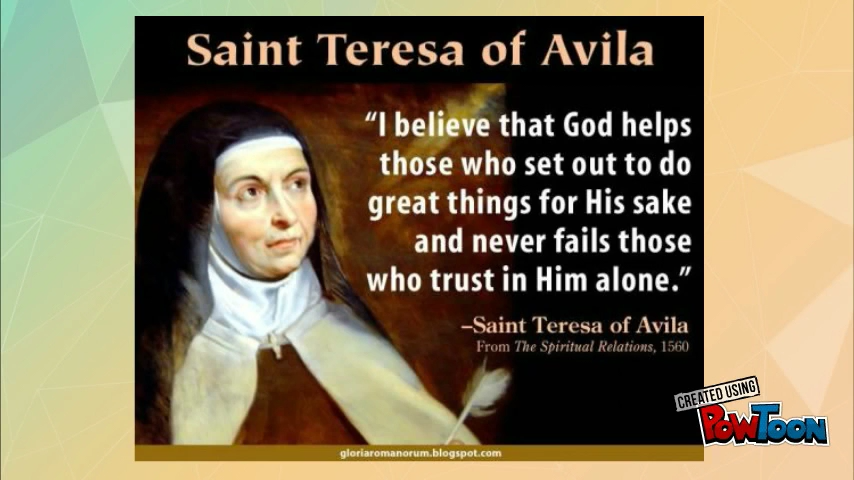 Saint Teresa of Avila
“I believe that God helps
those who set out to do
great things for His sake
and never fails those
who trust in Him alone.”
–Saint Teresa of Avila
From The Spiritual Relations, 1560
gloriaromanorum.blogspot.com
CREATED USING
POWTOON